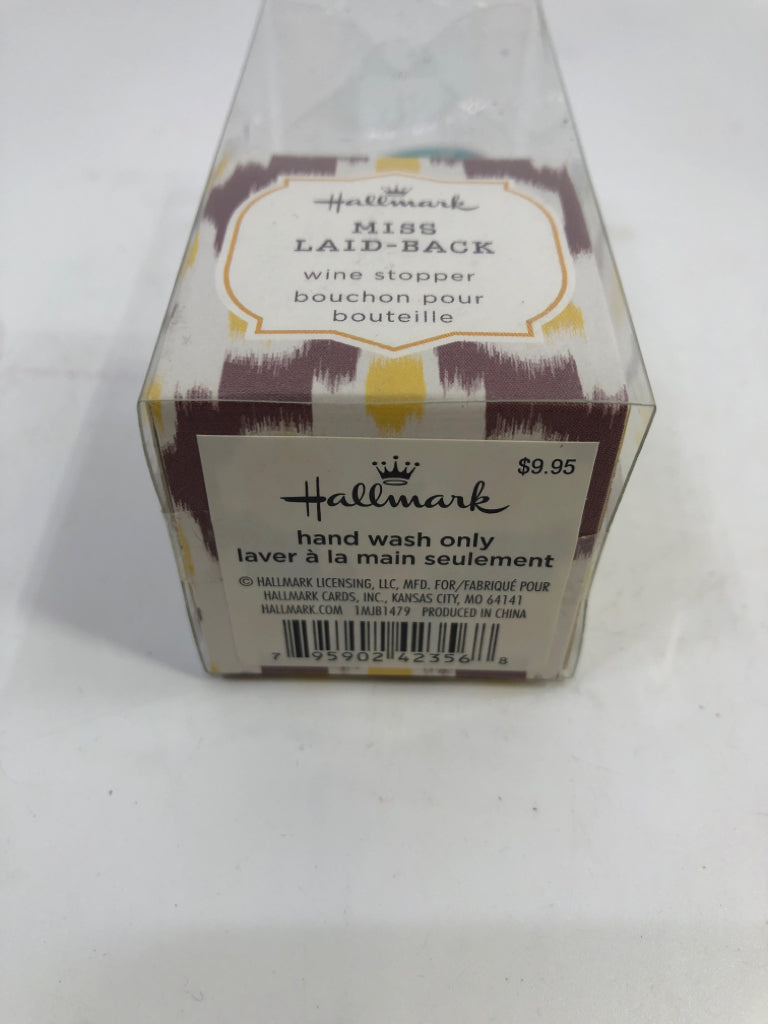 Hallmark
MISS
LAID-BACK
wine stopper
bouchon pour
bouteille
$9.95
Hallmark
hand wash only
laver à la main seulement
© HALLMARK LICENSING, LLC, MFD. FOR/FABRIQUÉ POUR
HALLMARK CARDS, INC., KANSAS CITY, MO 64141
HALLMARK.COM 1MJB1479 PRODUCED IN CHINA
7 95902 42356 8